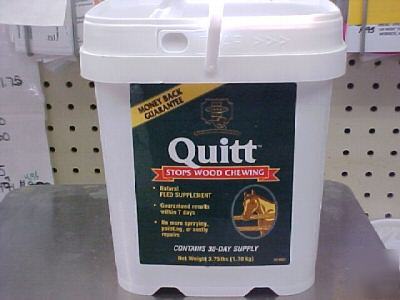 MONEY BACK
GUARANTEE
Quitt™
STOPS WOOD CHEWING
• Natural
FEED SUPPLEMENT
• Guaranteed results
within 7 days
• No more spraying,
painting, or costly
repairs
CONTAINS 30-DAY SUPPLY
Net Weight 3.75lbs (1.70 kg)